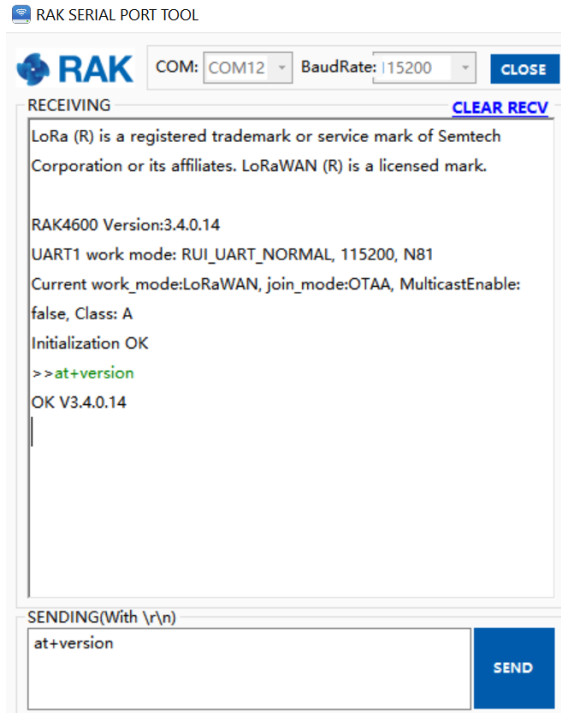 RAK SERIAL PORT TOOL
RAK COM: COM12 BaudRate: 115200 CLOSE
RECEIVING CLEAR RECV
LoRa (R) is a registered trademark or service mark of Semtech
Corporation or its affiliates. LoRaWAN (R) is a licensed mark.
RAK4600 Version:3.4.0.14
UART1 work mode: RUI_UART_NORMAL, 115200, N81
Current work_mode:LoRaWAN, join_mode:OTAA, MulticastEnable:
false, Class: A
Initialization OK
>>at+version
OK V3.4.0.14
SENDING(With \r\n)
at+version
SEND